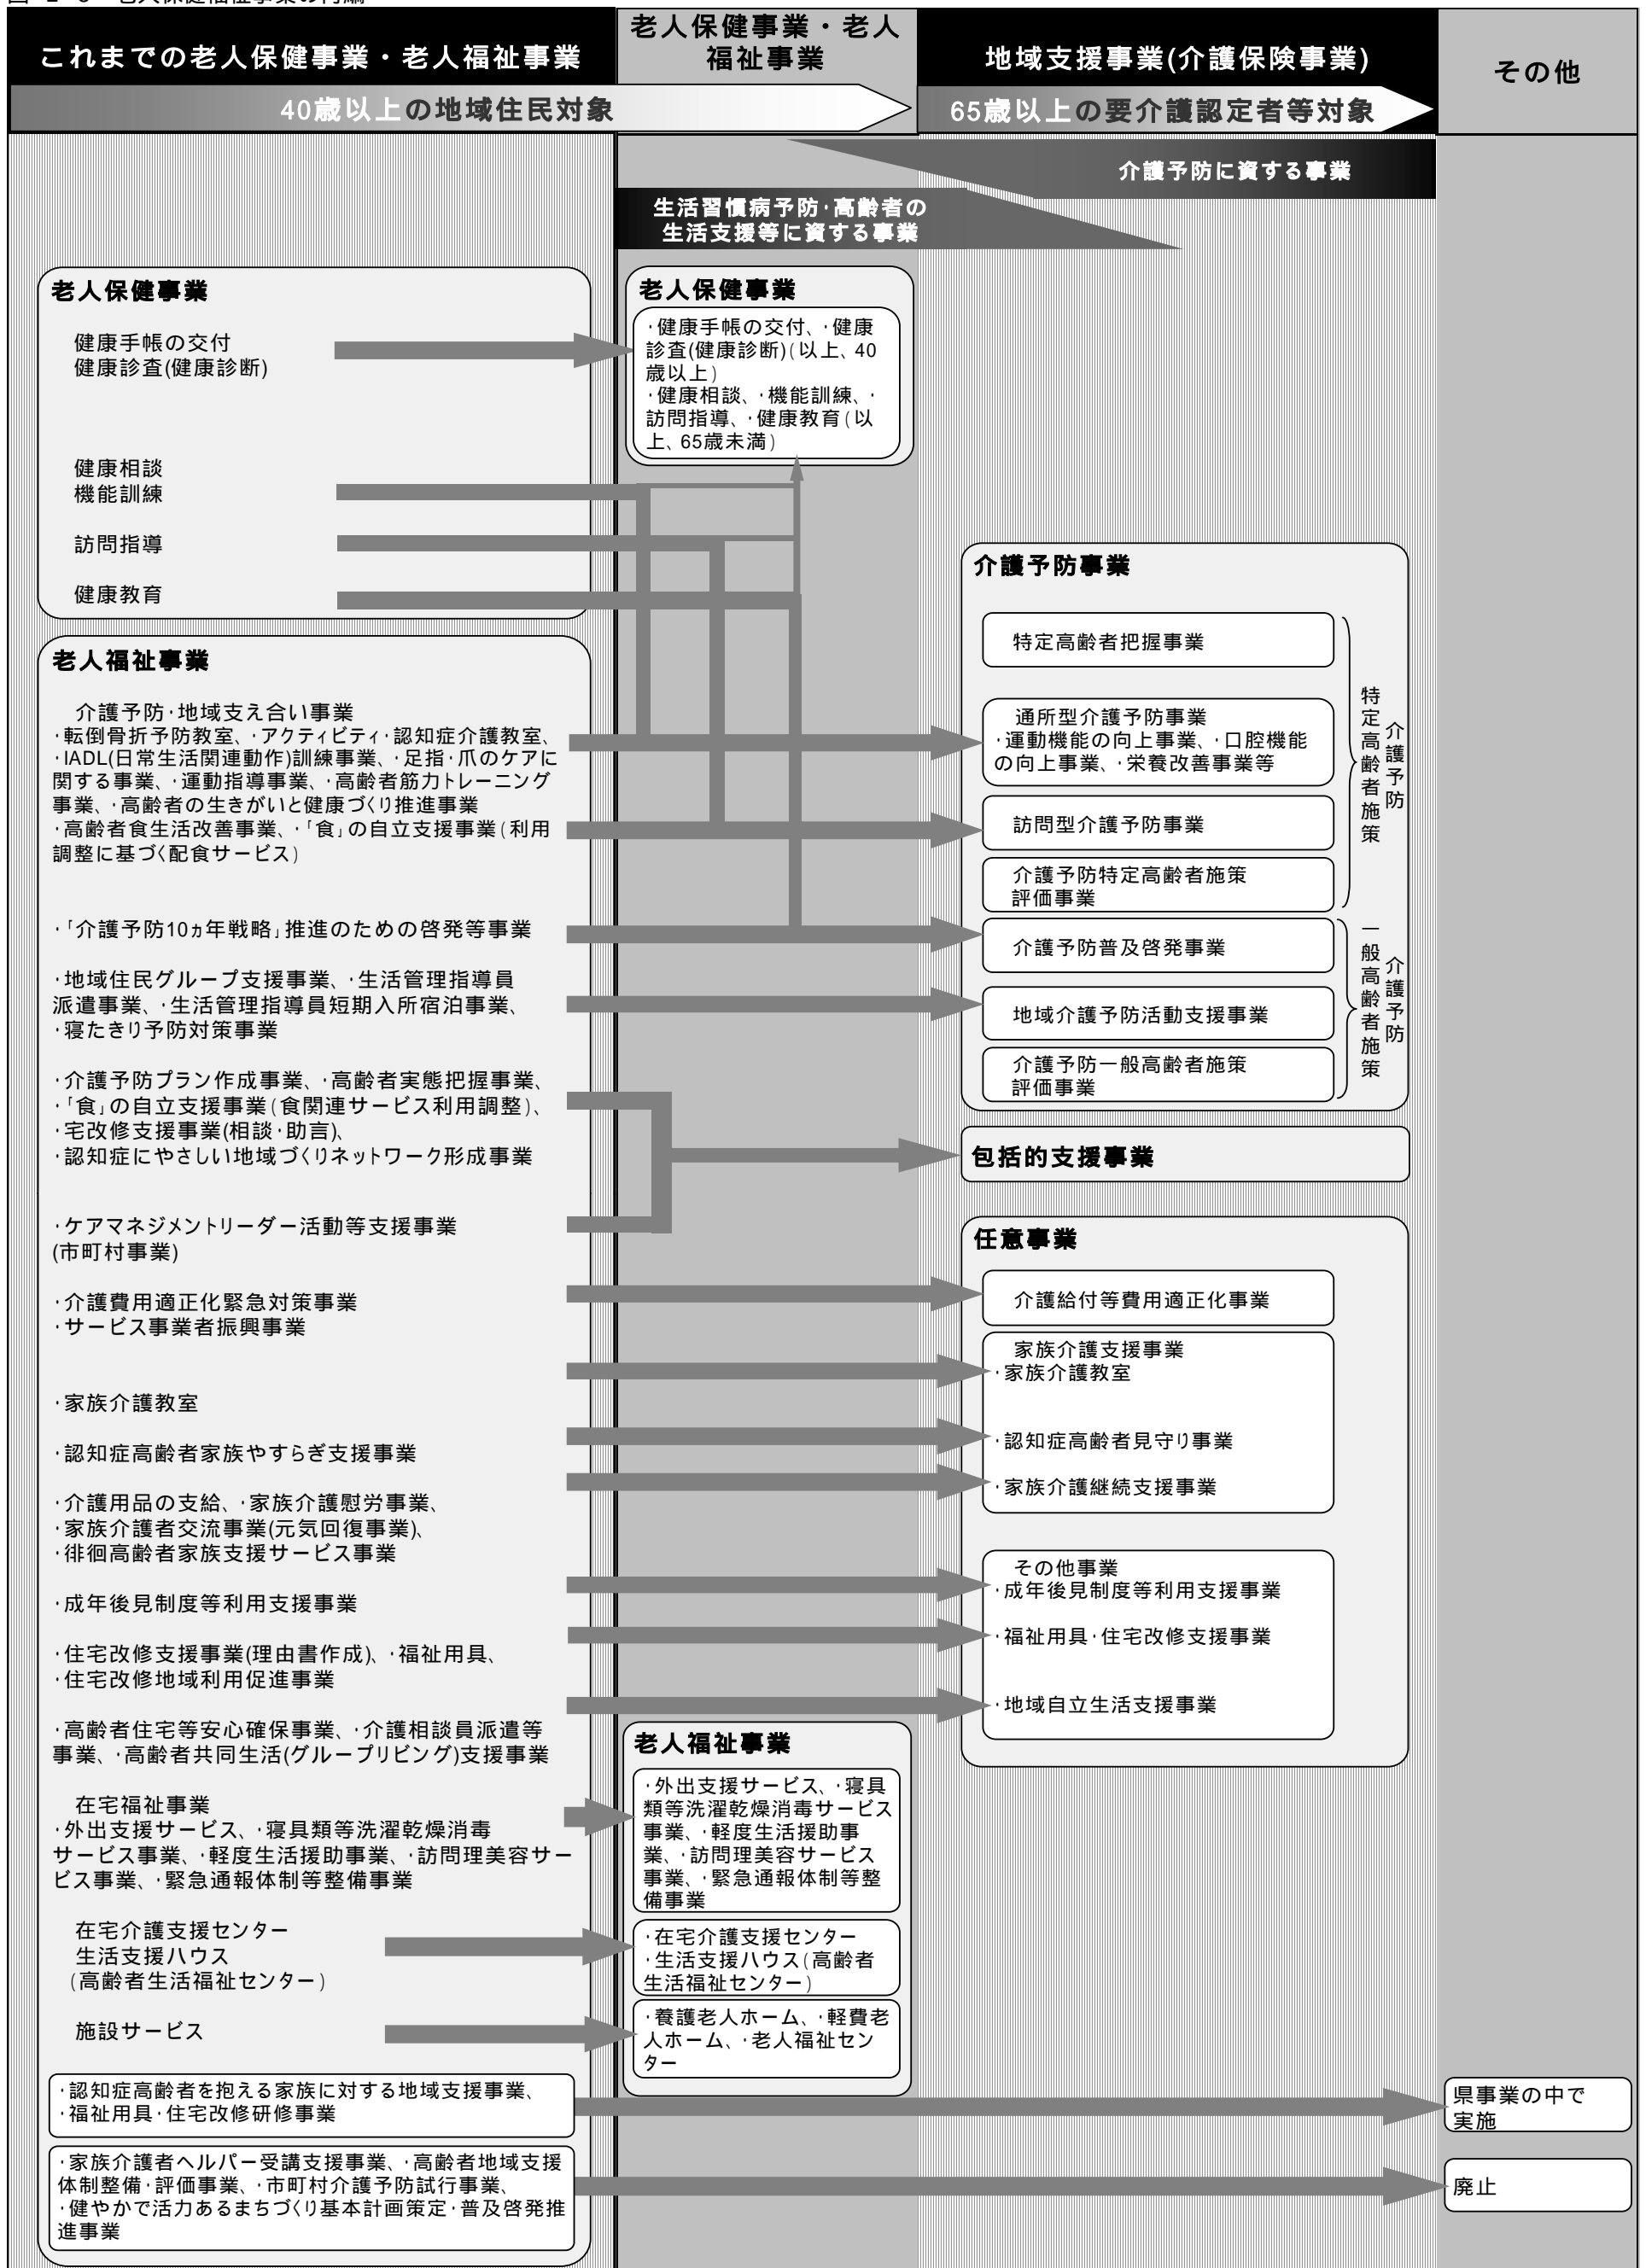 これまでの老人保健事業・老人福祉事業
老人保健事業・老人
福祉事業
地域支援事業(介護保険事業)
その他
40歳以上の地域住民対象
65歳以上の要介護認定者等対象
介護予防に資する事業
生活習慣病予防・高齢者の
生活支援等に資する事業
老人保健事業
健康手帳の交付
健康診査(健康診断)
健康相談
機能訓練
訪問指導
健康教育
老人福祉事業
介護予防・地域支え合い事業
・転倒骨折予防教室、・アクティビティ・認知症介護教室、
・IADL(日常生活関連動作)訓練事業、・足指・爪のケアに
関する事業、・運動指導事業、・高齢者筋力トレーニング
事業、・高齢者の生きがいと健康づくり推進事業
・高齢者食生活改善事業、・「食」の自立支援事業(利用
調整に基づく配食サービス)
・「介護予防10ヵ年戦略」推進のための啓発等事業
・地域住民グループ支援事業、・生活管理指導員
派遣事業、・生活管理指導員短期入所宿泊事業、
・寝たきり予防対策事業
・介護予防プラン作成事業、・高齢者実態把握事業、
・「食」の自立支援事業(食関連サービス利用調整)、
・宅改修支援事業(相談・助言)、
・認知症にやさしい地域づくりネットワーク形成事業
・ケアマネジメントリーダー活動等支援事業
(市町村事業)
・介護費用適正化緊急対策事業
・サービス事業者振興事業
・家族介護教室
・認知症高齢者家族やすらぎ支援事業
・介護用品の支給、・家族介護慰労事業、
・家族介護者交流事業(元気回復事業)、
・徘徊高齢者家族支援サービス事業
・成年後見制度等利用支援事業
・住宅改修支援事業(理由書作成)、・福祉用具、
・住宅改修地域利用促進事業
・高齢者住宅等安心確保事業、・介護相談員派遣等
事業、・高齢者共同生活(グループリビング)支援事業
在宅福祉事業
・外出支援サービス、・寝具類等洗濯乾燥消毒
サービス事業、・軽度生活援助事業、・訪問理美容サー
ビス事業、・緊急通報体制等整備事業
在宅介護支援センター
生活支援ハウス
(高齢者生活福祉センター)
施設サービス
・認知症高齢者を抱える家族に対する地域支援事業、
・福祉用具・住宅改修研修事業
・家族介護者ヘルパー受講支援事業、・高齢者地域支援
体制整備・評価事業、・市町村介護予防試行事業、
・健やかで活力あるまちづくり基本計画策定・普及啓発推
進事業
老人保健事業
・健康手帳の交付、・健康
診査(健康診断)(以上、40
歳以上)
・健康相談、・機能訓練、・
訪問指導、・健康教育(以
上、65歳未満)
老人福祉事業
・外出支援サービス、・寝具
類等洗濯乾燥消毒サービス
事業、・軽度生活援助事
業、・訪問理美容サービス
事業、・緊急通報体制等整
備事業
・在宅介護支援センター
・生活支援ハウス(高齢者
生活福祉センター)
・養護老人ホーム、・軽費老
人ホーム、・老人福祉セン
ター
介護予防事業
特定高齢者把握事業
通所型介護予防事業
・運動機能の向上事業、・口腔機能
の向上事業、・栄養改善事業等
訪問型介護予防事業
介護予防特定高齢者施策
評価事業
介護予防
特定高齢者施策
介護予防普及啓発事業
地域介護予防活動支援事業
介護予防一般高齢者施策
評価事業
介護予防
一般高齢者施策
包括的支援事業
任意事業
介護給付等費用適正化事業
家族介護支援事業
・家族介護教室
・認知症高齢者見守り事業
・家族介護継続支援事業
その他事業
・成年後見制度等利用支援事業
・福祉用具・住宅改修支援事業
・地域自立生活支援事業
県事業の中で
実施
廃止